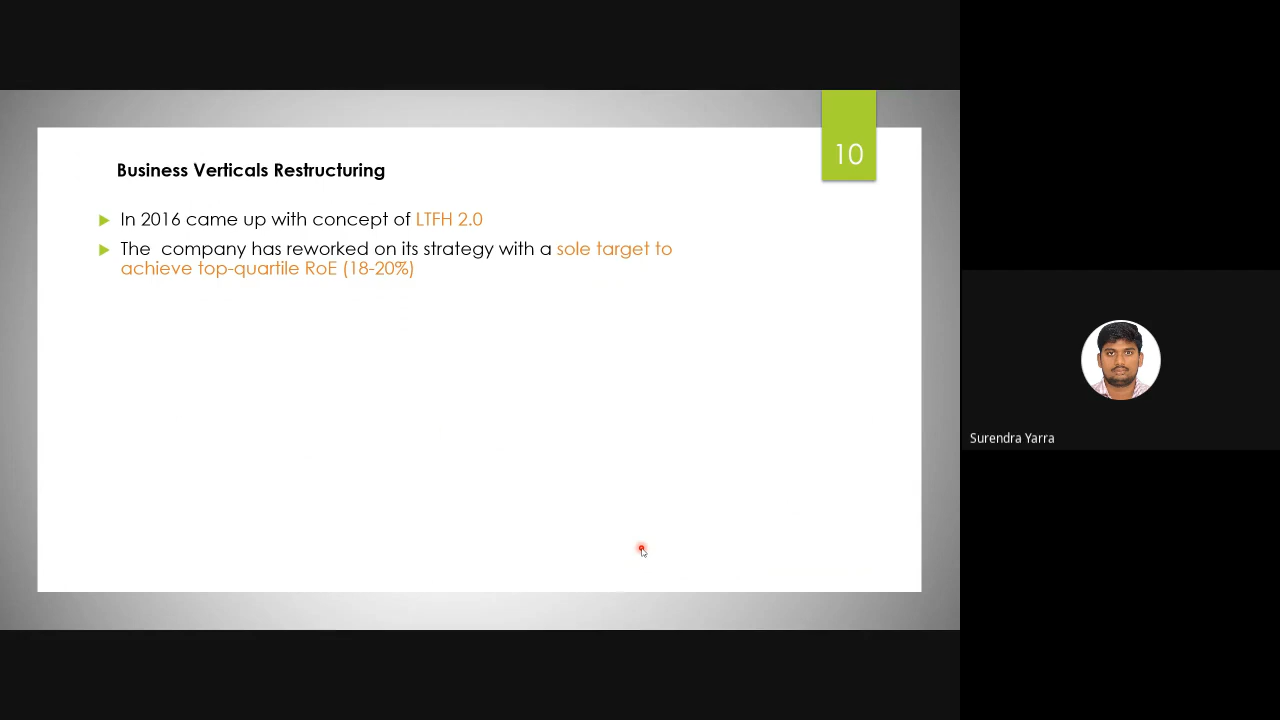 10
Business Verticals Restructuring
In 2016 came up with concept of LTFH 2.0
The company has reworked on its strategy with a sole target to
achieve top-quartile RoE (18-20%)
Surendra Yarra